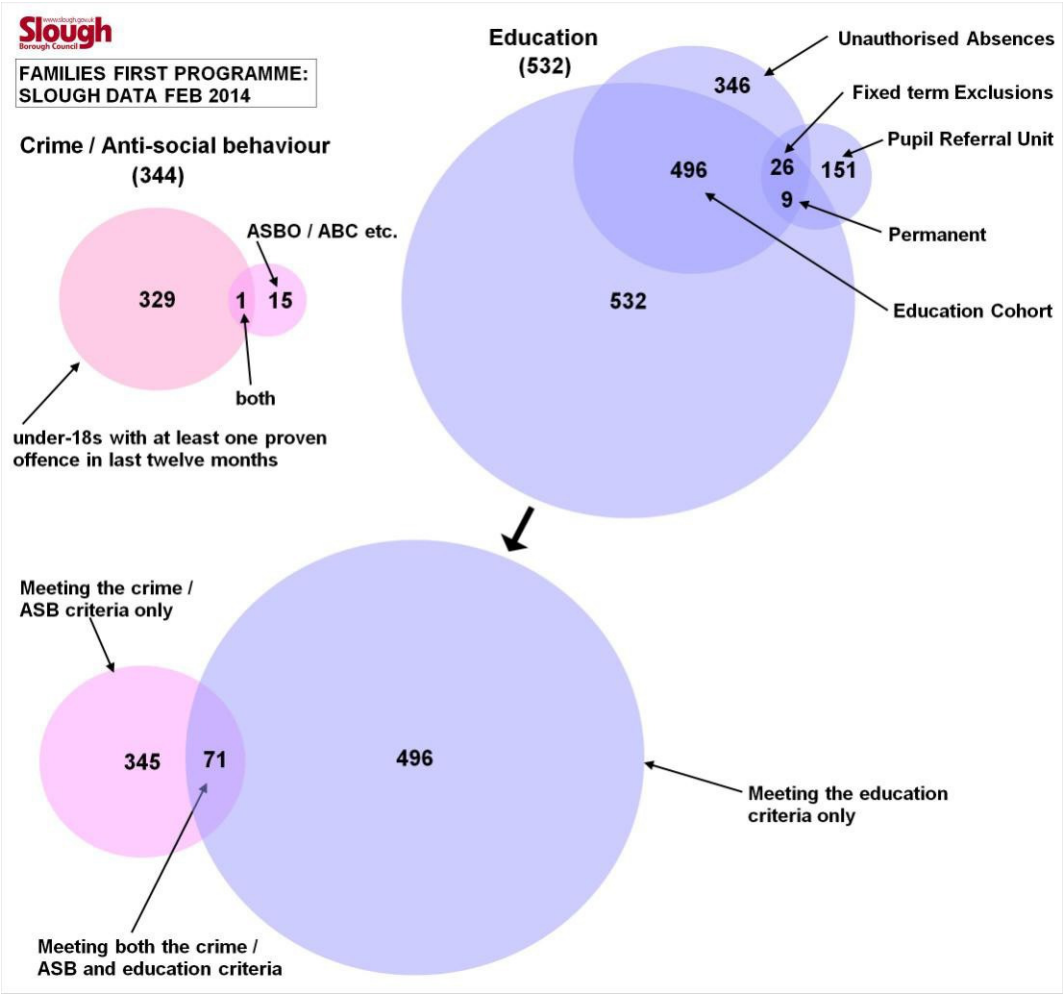 www.slough.gov.uk
Slough
Borough Council
FAMILIES FIRST PROGRAMME:
SLOUGH DATA FEB 2014
Crime / Anti-social behaviour
(344)
329
1
15
ASBO / ABC etc.
both
under-18s with at least one proven
offence in last twelve months
Education
(532)
346
496
26
151
9
532
Unauthorised Absences
Fixed term Exclusions
Pupil Referral Unit
Permanent
Education Cohort
Meeting the crime /
ASB criteria only
345
71
496
Meeting the education
criteria only
Meeting both the crime /
ASB and education criteria